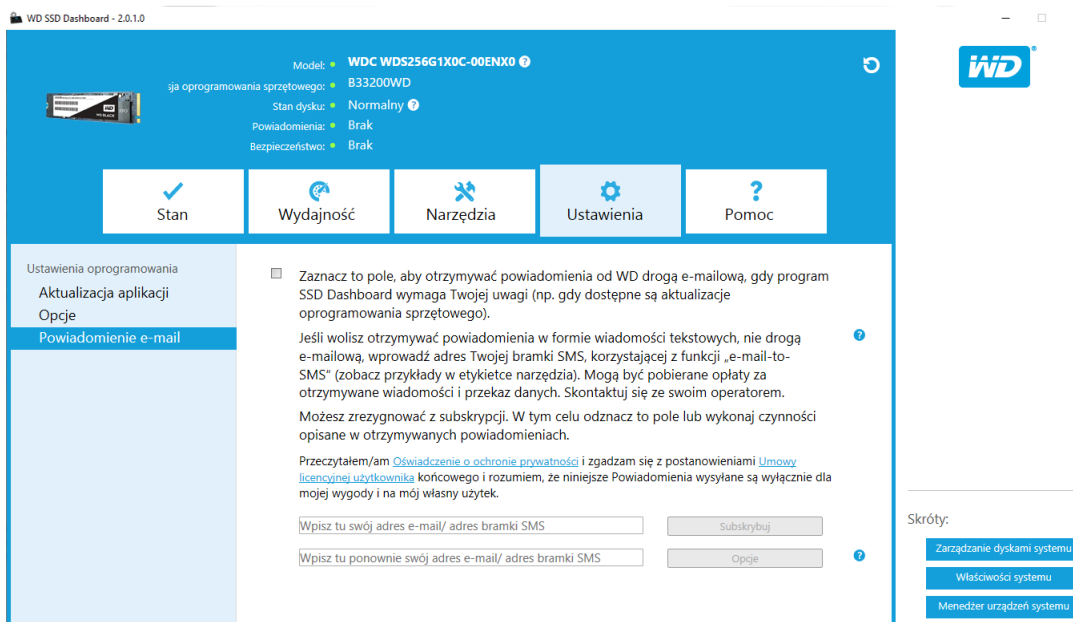 WD SSD Dashboard - 2.0.1.0
Model: WDC WDS256G1X0C-00ENX0 ?
sja oprogramowania sprzętowego: B33200WD
Stan dysku: Normalny ?
Powiadomienia: Brak
Bezpieczeństwo: Brak
WD
Stan
Wydajność
Narzędzia
Ustawienia
? Pomoc
Ustawienia oprogramowania
Aktualizacja aplikacji
Opcje
Powiadomienie e-mail
Zaznacz to pole, aby otrzymywać powiadomienia od WD drogą e-mailową, gdy program
SSD Dashboard wymaga Twojej uwagi (np. gdy dostępne są aktualizacje
oprogramowania sprzętowego).
Jeśli wolisz otrzymywać powiadomienia w formie wiadomości tekstowych, nie drogą
e-mailową, wprowadź adres Twojej bramki SMS, korzystającej z funkcji „e-mail-to-
SMS” (zobacz przykłady w etykietce narzędzia). Mogą być pobierane opłaty za
otrzymywane wiadomości i przekaz danych. Skontaktuj się ze swoim operatorem.
Możesz zrezygnować z subskrypcji. W tym celu odznacz to pole lub wykonaj czynności
opisane w otrzymywanych powiadomieniach.
Przeczytałem/am Oświadczenie o ochronie prywatności i zgadzam się z postanowieniami Umowy
licencyjnej użytkownika końcowego i rozumiem, że niniejsze Powiadomienia wysyłane są wyłącznie dla
mojej wygody i na mój własny użytek.
Wpisz tu swój adres e-mail/ adres bramki SMS
Subskrybuj
Wpisz tu ponownie swój adres e-mail/ adres bramki SMS
Opcje
?
Skróty:
Zarządzanie dyskami systemu
Właściwości systemu
Menedżer urządzeń systemu